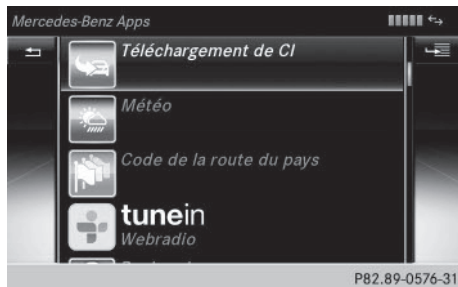 Mercedes-Benz Apps
Téléchargement de CI
Météo
Code de la route du pays
tunein
Webradio
P82.89-0576-31